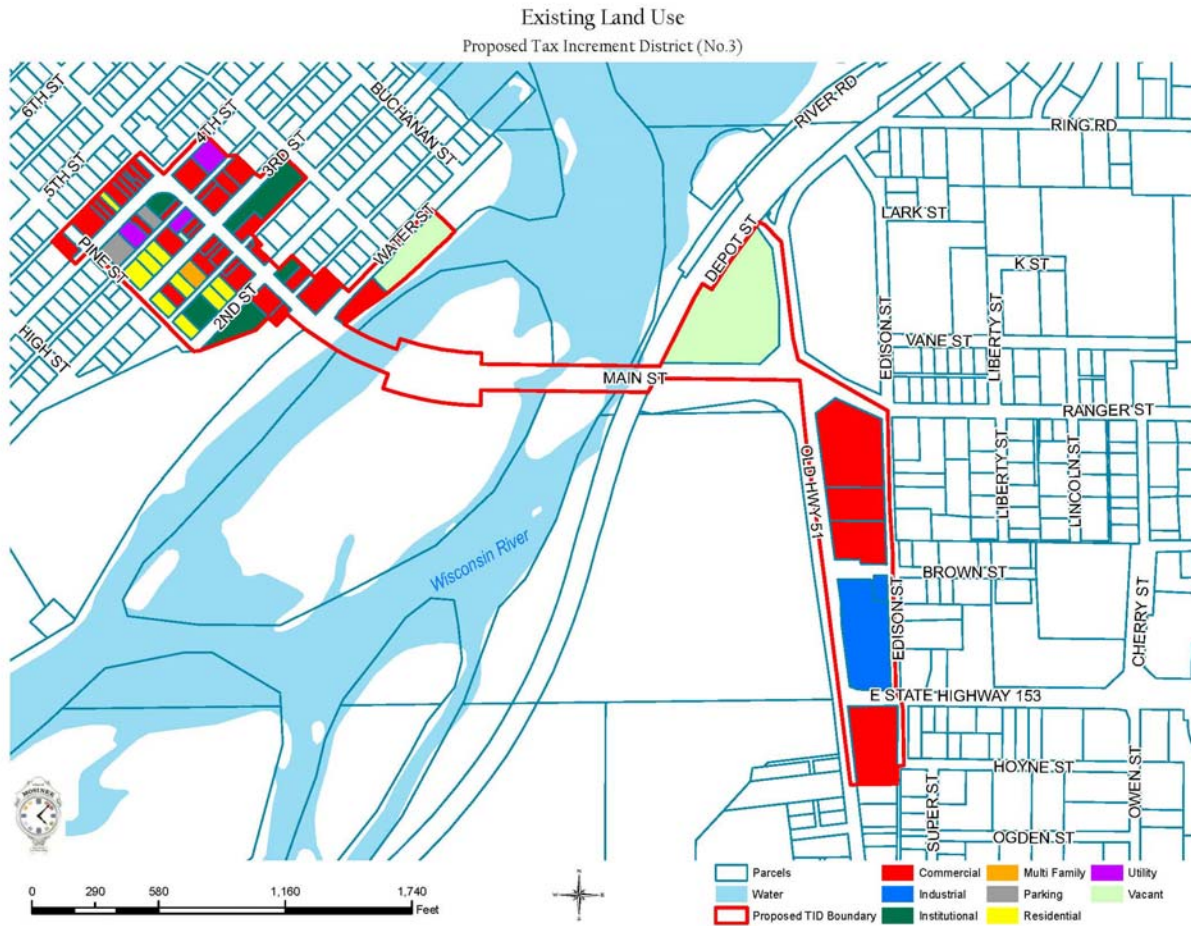 Existing Land Use
Proposed Tax Increment District (No.3)
6TH ST
4TH ST
BUCHANAN ST
RIVER RD
RING RD
5TH ST
3RD ST
LARK ST
WATER ST
DEPOT ST
K ST
PINE ST
2ND ST
HIGH ST
EDISON ST
VANE ST
LIBERTY ST
MAIN ST
RANGER ST
OLD HWY 51
LIBERTY ST
LINCOLN ST
Wisconsin River
BROWN ST
EDISON ST
CHERRY ST
E STATE HIGHWAY 153
HOYNE ST
SUPER ST
OWEN ST
OGDEN ST
MOSINEE
0 290 580 1,160 1,740
Feet
Parcels
Water
Proposed TID Boundary
Commercial
Industrial
Institutional
Multi Family
Parking
Residential
Utility
Vacant